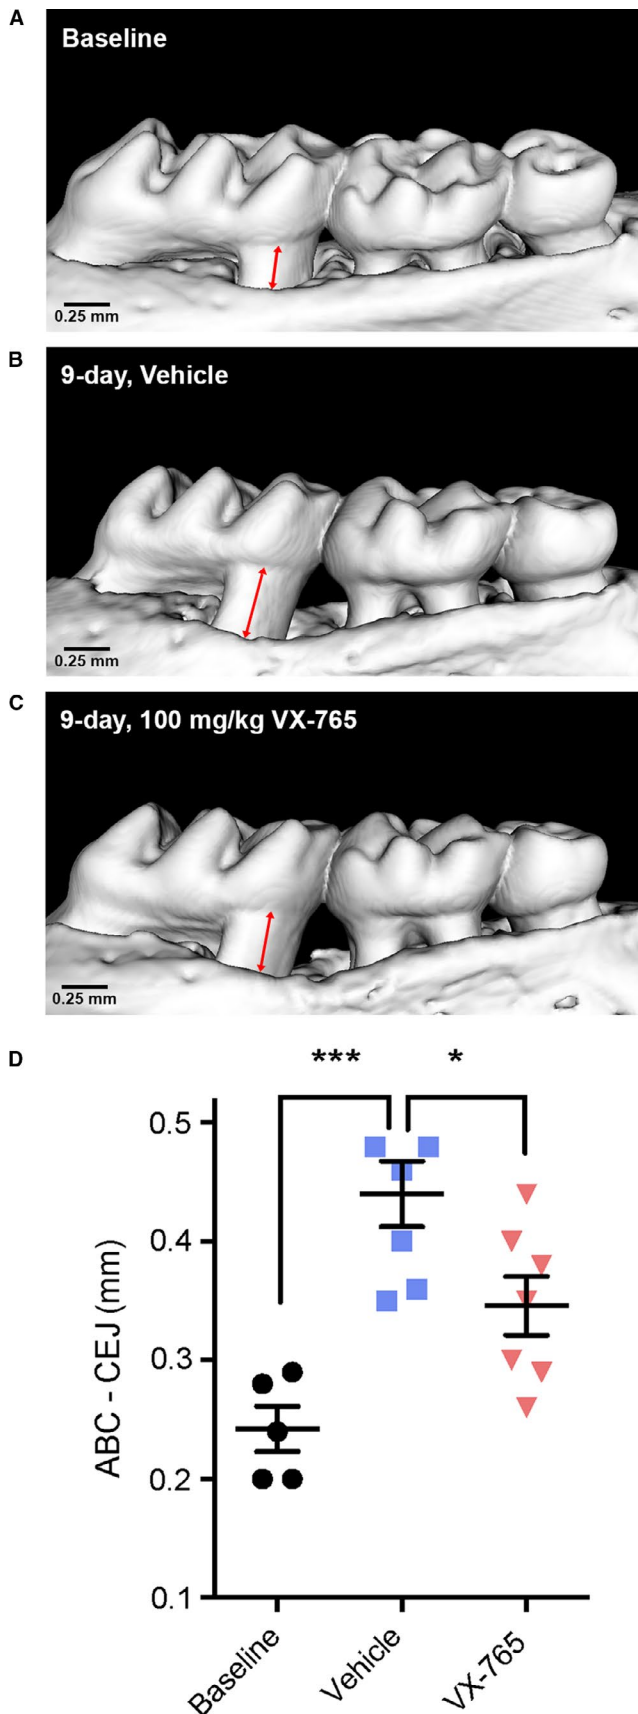 A
Baseline
0.25 mm
B
9-day, Vehicle
0.25 mm
C
9-day, 100 mg/kg VX-765
0.25 mm
D
*** *
0.5
0.4
0.3
0.2
0.1
ABC - CEJ (mm)
Baseline
Vehicle
VX-765